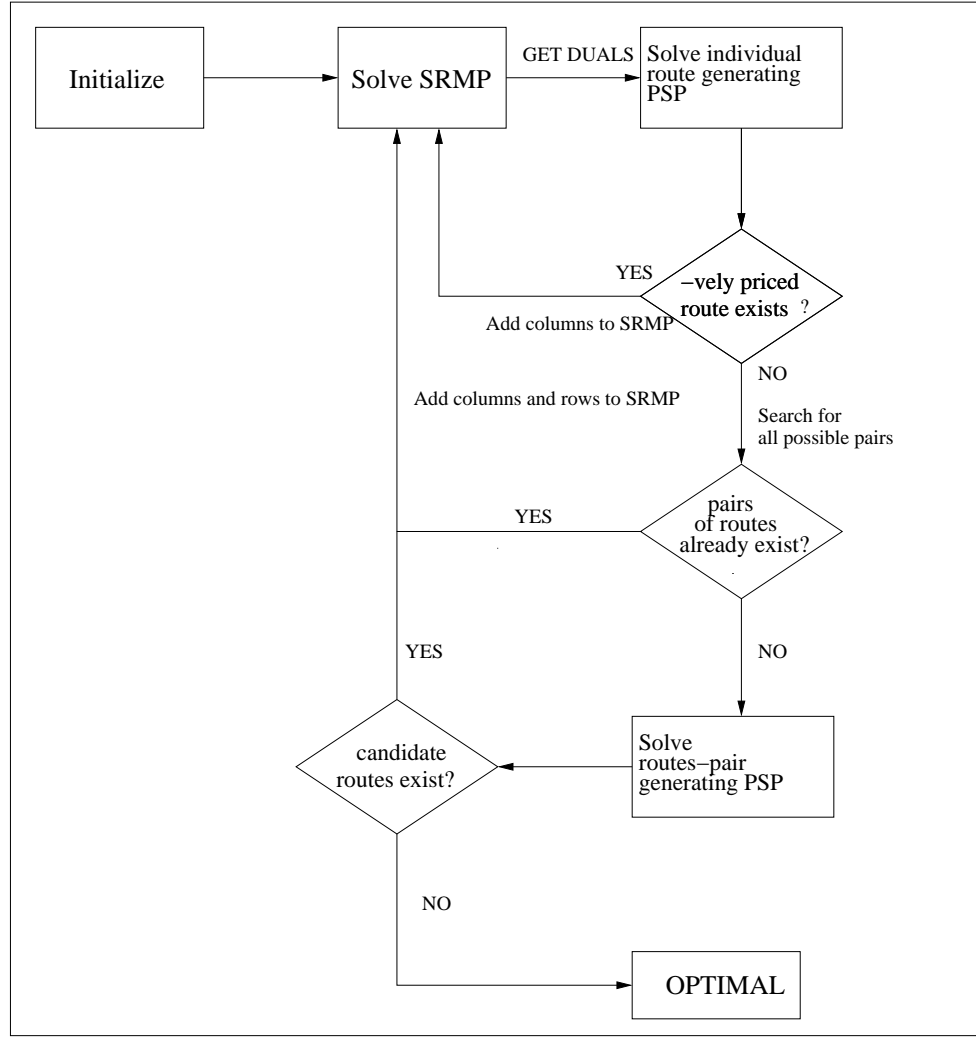 Initialize
Solve SRMP
GET DUALS
Solve individual
route generating
PSP
−vely priced
route exists ?
YES
Add columns to SRMP
NO
Add columns and rows to SRMP
Search for
all possible pairs
pairs
of routes
already exist?
YES
NO
YES
Solve
routes−pair
generating PSP
candidate
routes exist?
NO
OPTIMAL